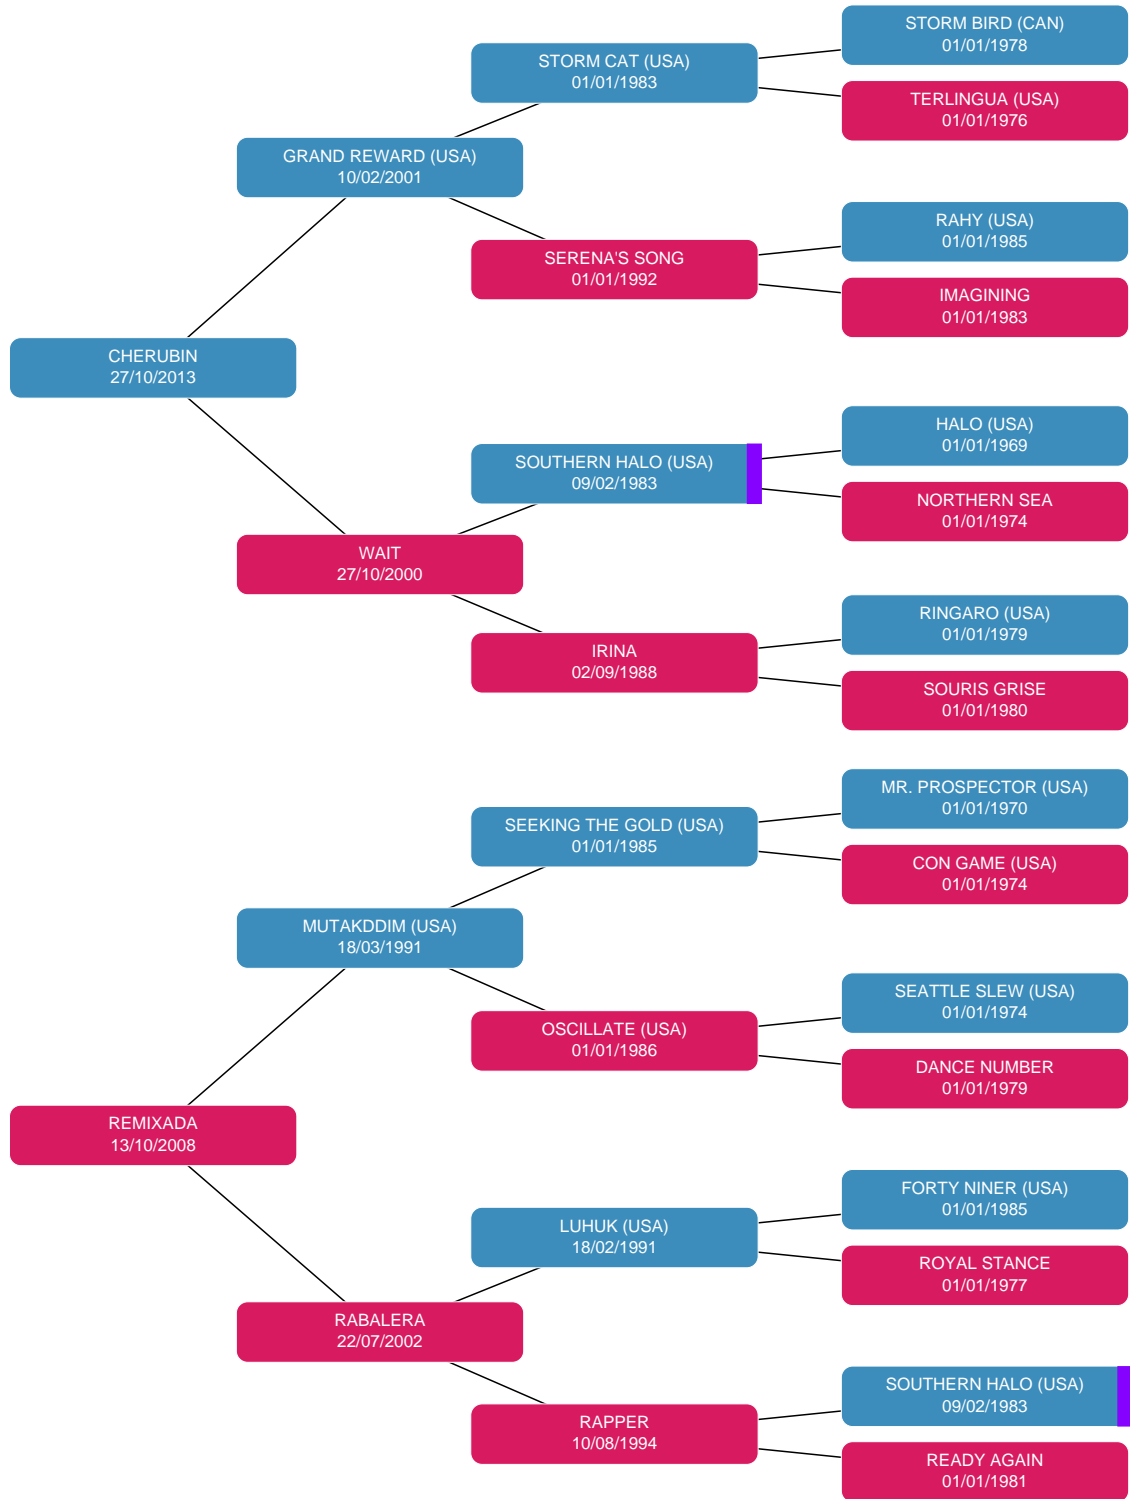 STORM BIRD (CAN)
01/01/1978
STORM CAT (USA)
01/01/1983
TERLINGUA (USA)
01/01/1976
GRAND REWARD (USA)
10/02/2001
RAHY (USA)
01/01/1985
SERENA'S SONG
01/01/1992
IMAGINING
01/01/1983
CHERUBIN
27/10/2013
HALO (USA)
01/01/1969
SOUTHERN HALO (USA)
09/02/1983
NORTHERN SEA
01/01/1974
WAIT
27/10/2000
RINGARO (USA)
01/01/1979
IRINA
02/09/1988
SOURIS GRISE
01/01/1980
MR. PROSPECTOR (USA)
01/01/1970
SEEKING THE GOLD (USA)
01/01/1985
CON GAME (USA)
01/01/1974
MUTAKDDIM (USA)
18/03/1991
SEATTLE SLEW (USA)
01/01/1974
OSCILLATE (USA)
01/01/1986
DANCE NUMBER
01/01/1979
REMIXADA
13/10/2008
FORTY NINER (USA)
01/01/1985
LUHUK (USA)
18/02/1991
ROYAL STANCE
01/01/1977
RABALERA
22/07/2002
SOUTHERN HALO (USA)
09/02/1983
RAPPER
10/08/1994
READY AGAIN
01/01/1981